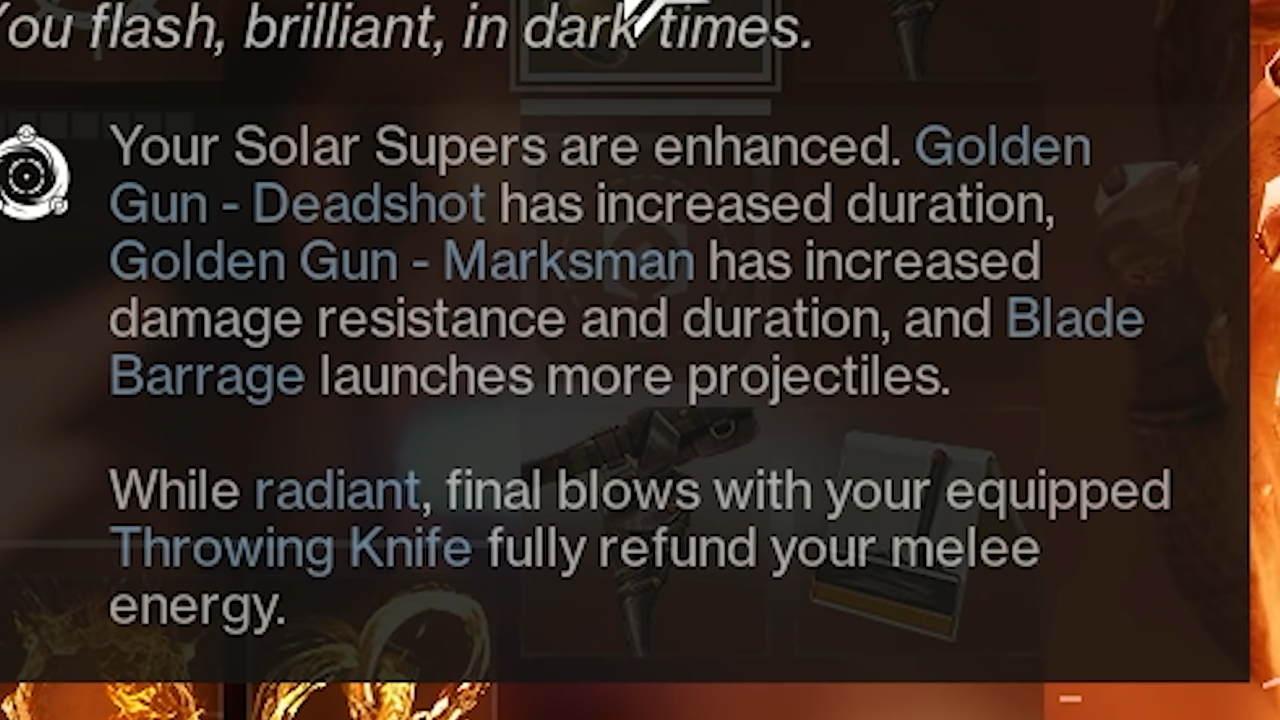 You flash, brilliant, in dark times.
Your Solar Supers are enhanced. Golden
Gun - Deadshot has increased duration,
Golden Gun - Marksman has increased
damage resistance and duration, and Blade
Barrage launches more projectiles.
While radiant, final blows with your equipped
Throwing Knife fully refund your melee
energy.